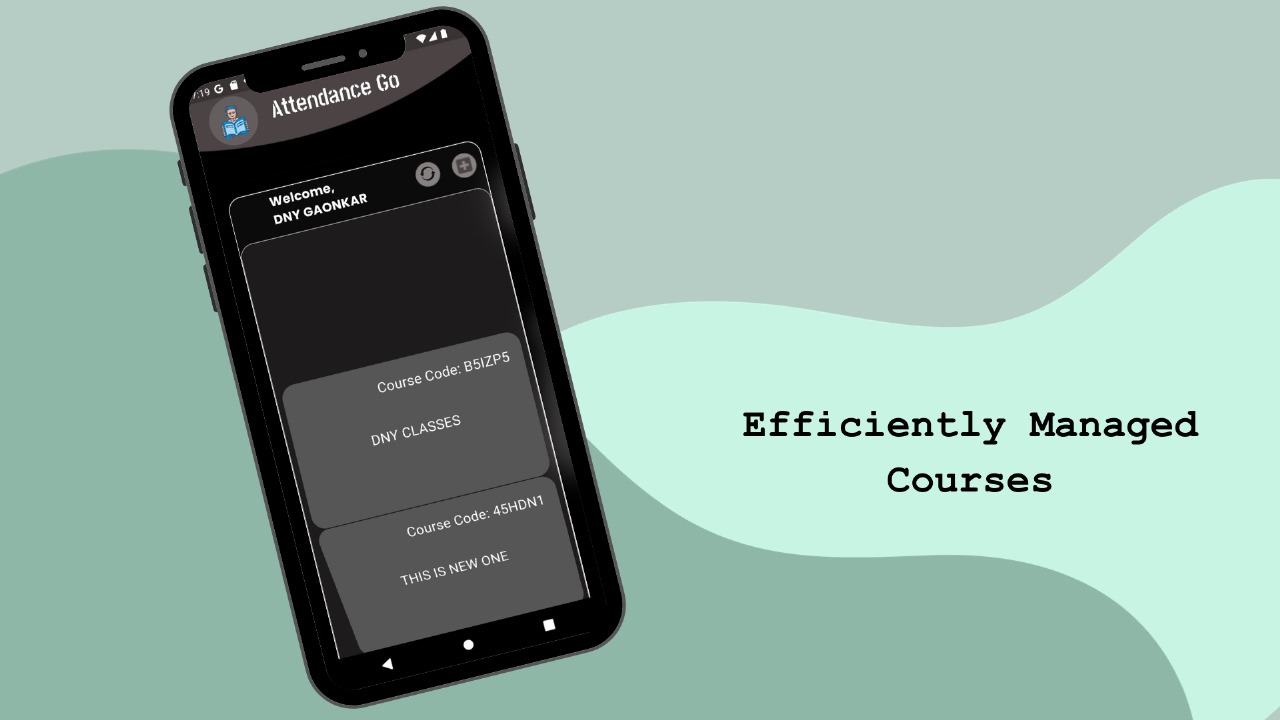 :19
Attendance Go
Welcome,
DNY GAONKAR
Course Code: B5IZP5
DNY CLASSES
Course Code: 45HDN1
THIS IS NEW ONE
Efficiently Managed
Courses